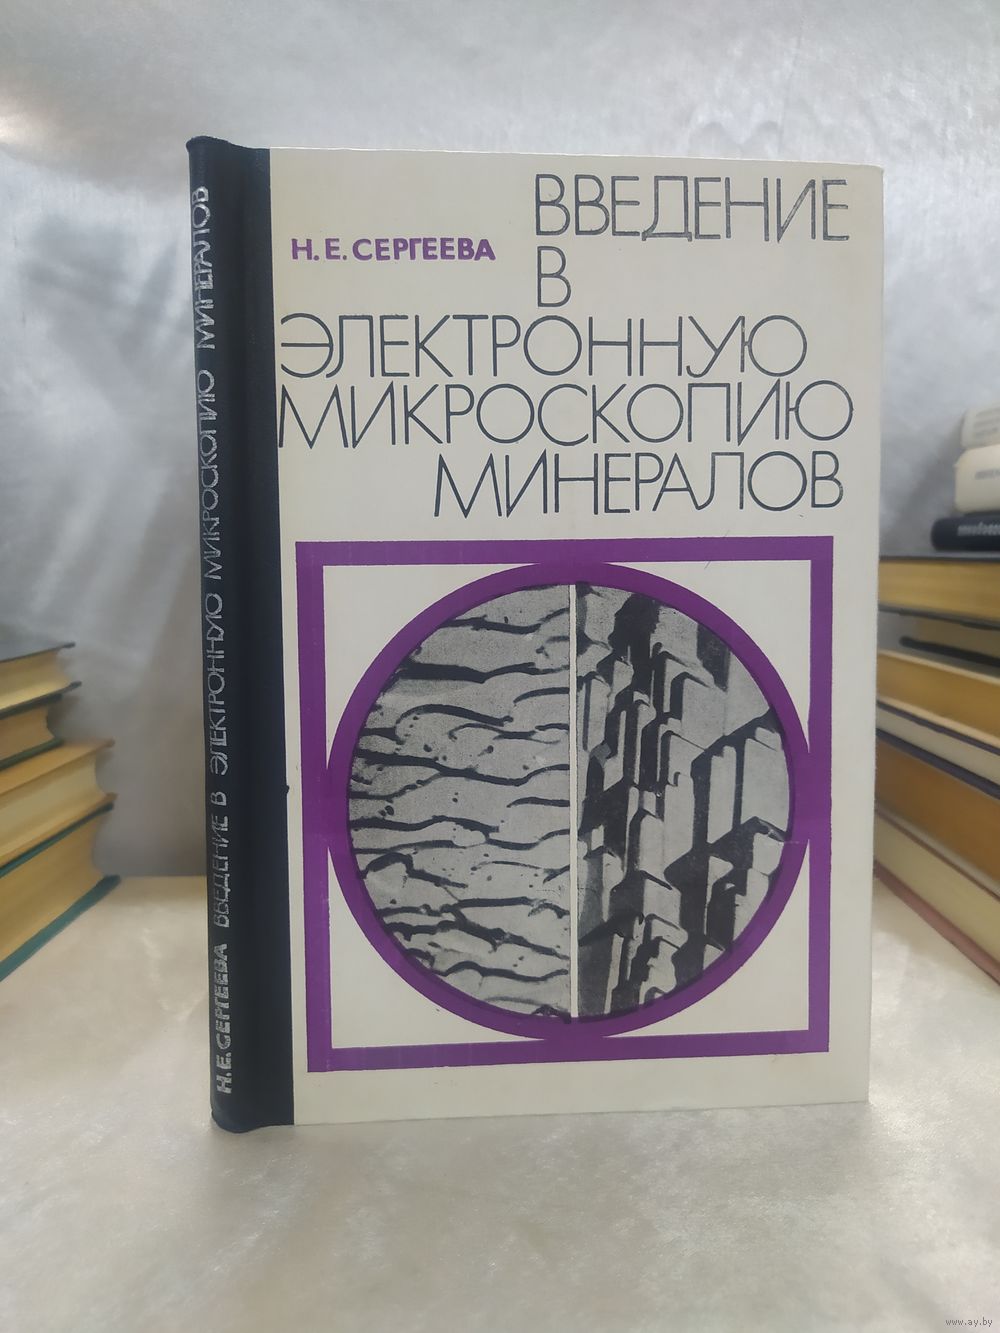 Н. Е. СЕРГЕЕВА
ВВЕДЕНИЕ
В
ЭЛЕКТРОННУЮ
МИКРОСКОПИЮ
МИНЕРАЛОВ
Н. Е. СЕРГЕЕВА ВВЕДЕНИЕ В ЭЛЕКТРОННУЮ МИКРОСКОПИЮ МИНЕРАЛОВ
www.ay.by